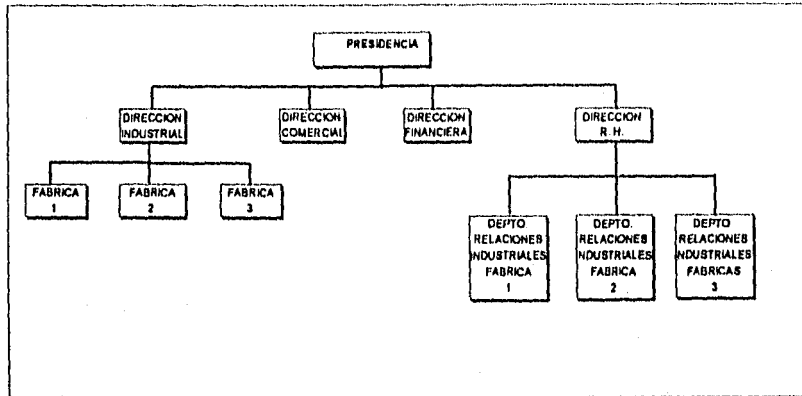 PRESIDENCIA
DIRECCION
INDUSTRIAL
DIRECCION
COMERCIAL
DIRECCION
FINANCIERA
DIRECCION
R. H.
FABRICA
1
FABRICA
2
FABRICA
3
DEPTO.
RELACIONES
INDUSTRIALES
FABRICA
1
DEPTO.
RELACIONES
INDUSTRIALES
FABRICA
2
DEPTO
RELACIONES
INDUSTRIALES
FABRICAS
3